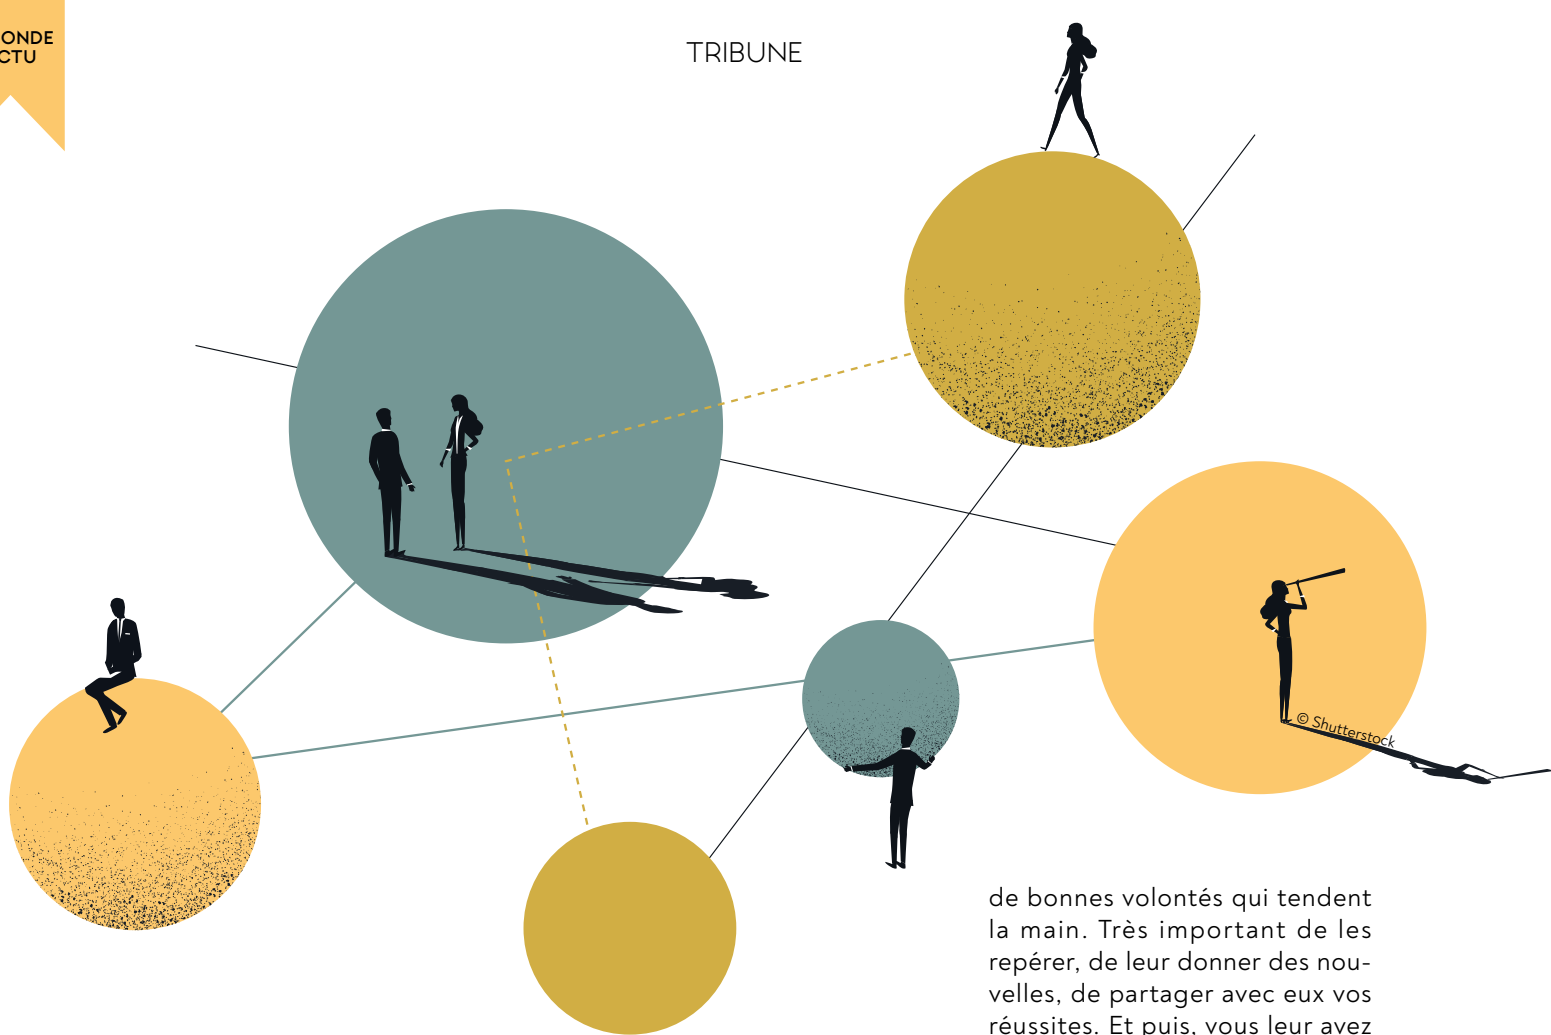 ONDE
CTU
TRIBUNE
© Shutterstock
de bonnes volontés qui tendent
la main. Très important de les
repérer, de leur donner des nou-
velles, de partager avec eux vos
réussites. Et puis, vous leur avez